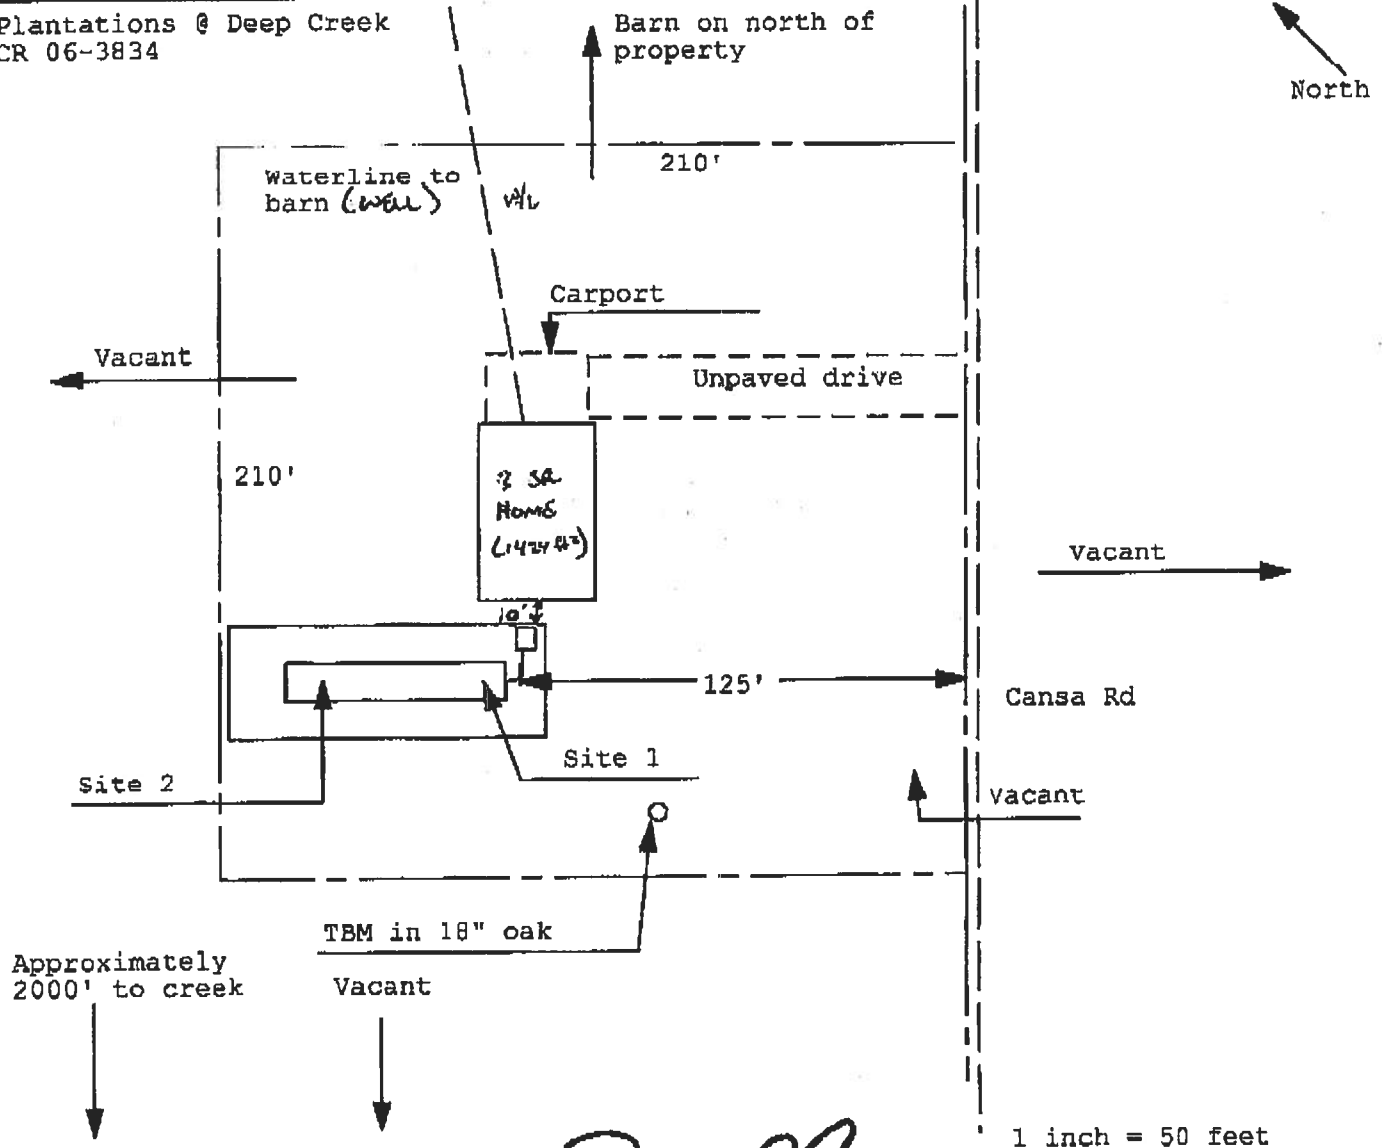 Plantations @ Deep Creek
CR 06-3834
Barn on north of
property
North
210'
Waterline to
barn (WELL)
W/L
Carport
Vacant
Unpaved drive
210'
HOME
(1424 ft²)
Vacant
10'
125'
Cansa Rd
Site 1
Site 2
Vacant
TBM in 18" oak
Approximately
2000' to creek
Vacant
1 inch = 50 feet